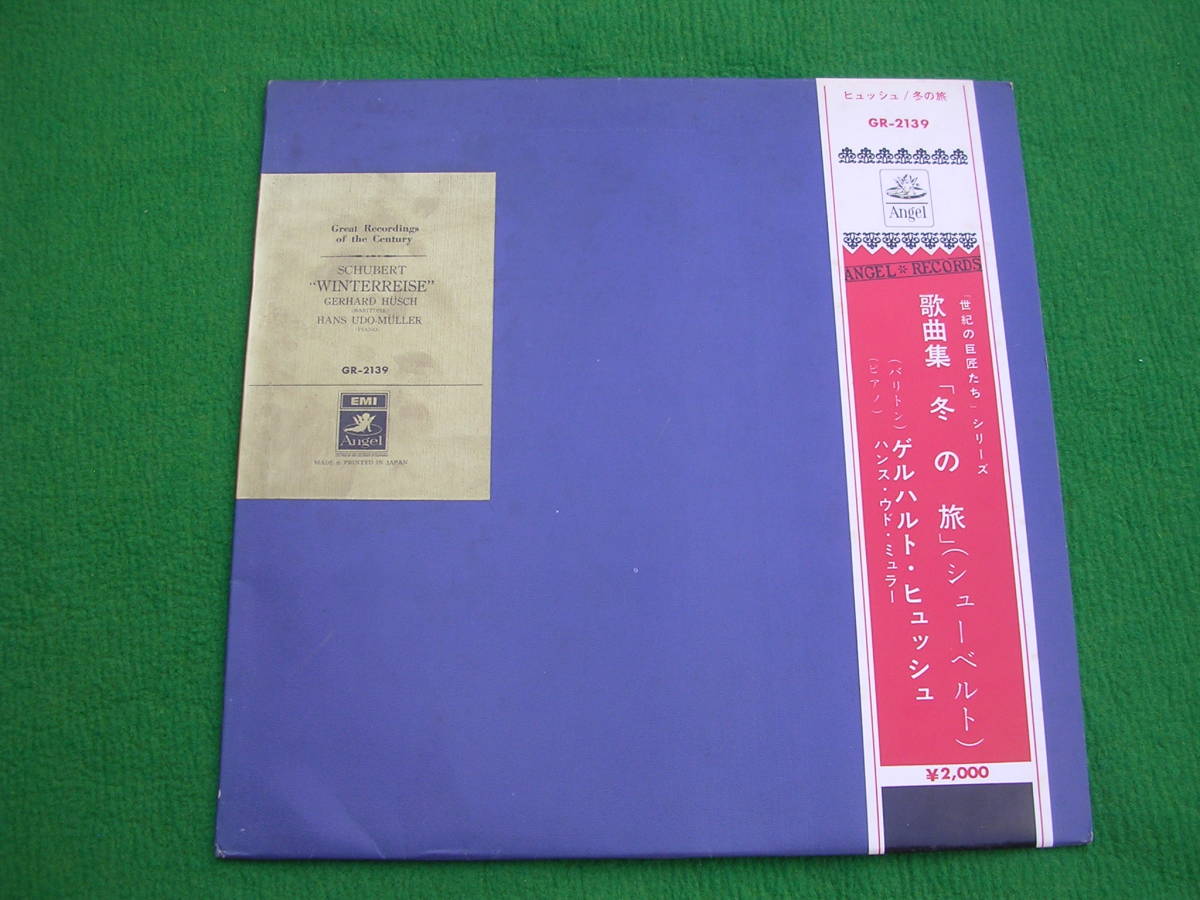 Great Recordings
of the Century
SCHUBERT
"WINTERREISE"
GERHARD HÜSCH
(BARITONE)
HANS UDO-MÜLLER
(PIANO)
GR-2139
EMI
Angel
MADE & PRINTED IN JAPAN
ヒュッシュ / 冬の旅
GR-2139
Angel
ANGEL ✻ RECORDS
「世紀の巨匠たち」シリーズ
歌曲集「冬の旅」(シューベルト)
(バリトン) ゲルハルト・ヒュッシュ
(ピアノ) ハンス・ウド・ミュラー
¥2,000